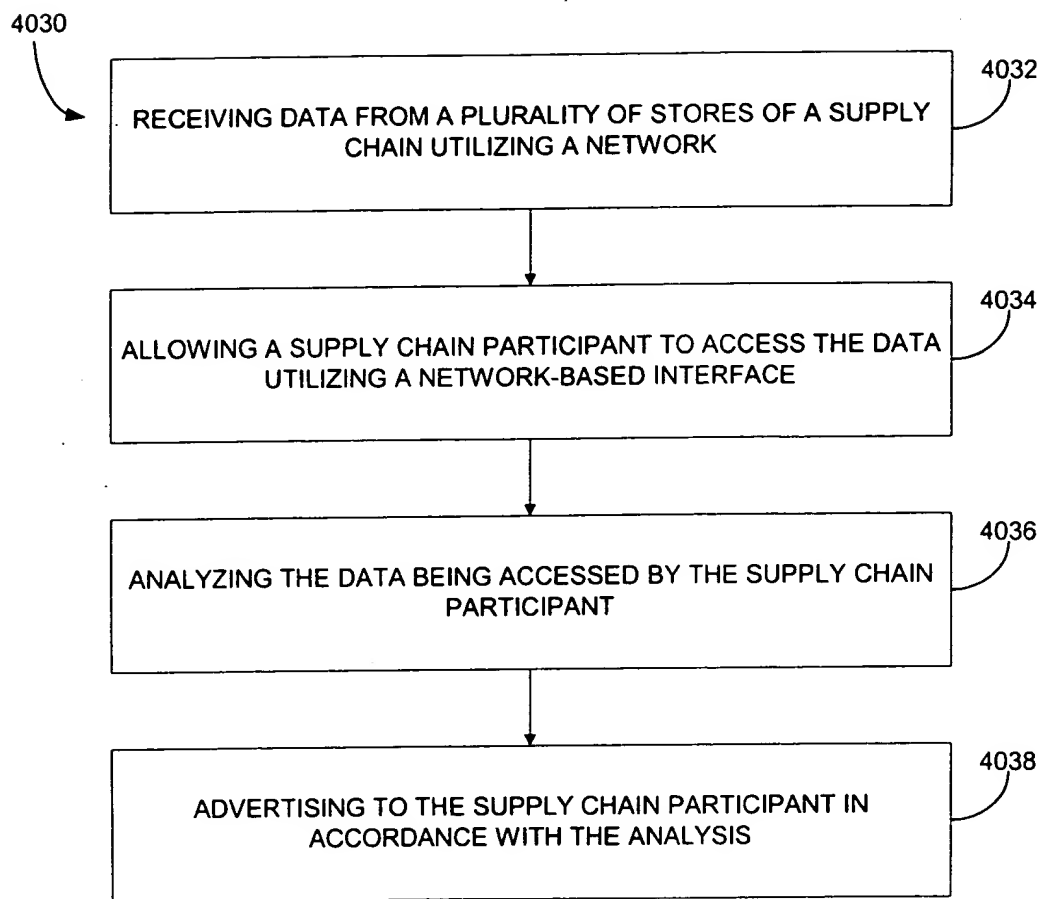 4030
4032
RECEIVING DATA FROM A PLURALITY OF STORES OF A SUPPLY
CHAIN UTILIZING A NETWORK
4034
ALLOWING A SUPPLY CHAIN PARTICIPANT TO ACCESS THE DATA
UTILIZING A NETWORK-BASED INTERFACE
4036
ANALYZING THE DATA BEING ACCESSED BY THE SUPPLY CHAIN
PARTICIPANT
4038
ADVERTISING TO THE SUPPLY CHAIN PARTICIPANT IN
ACCORDANCE WITH THE ANALYSIS